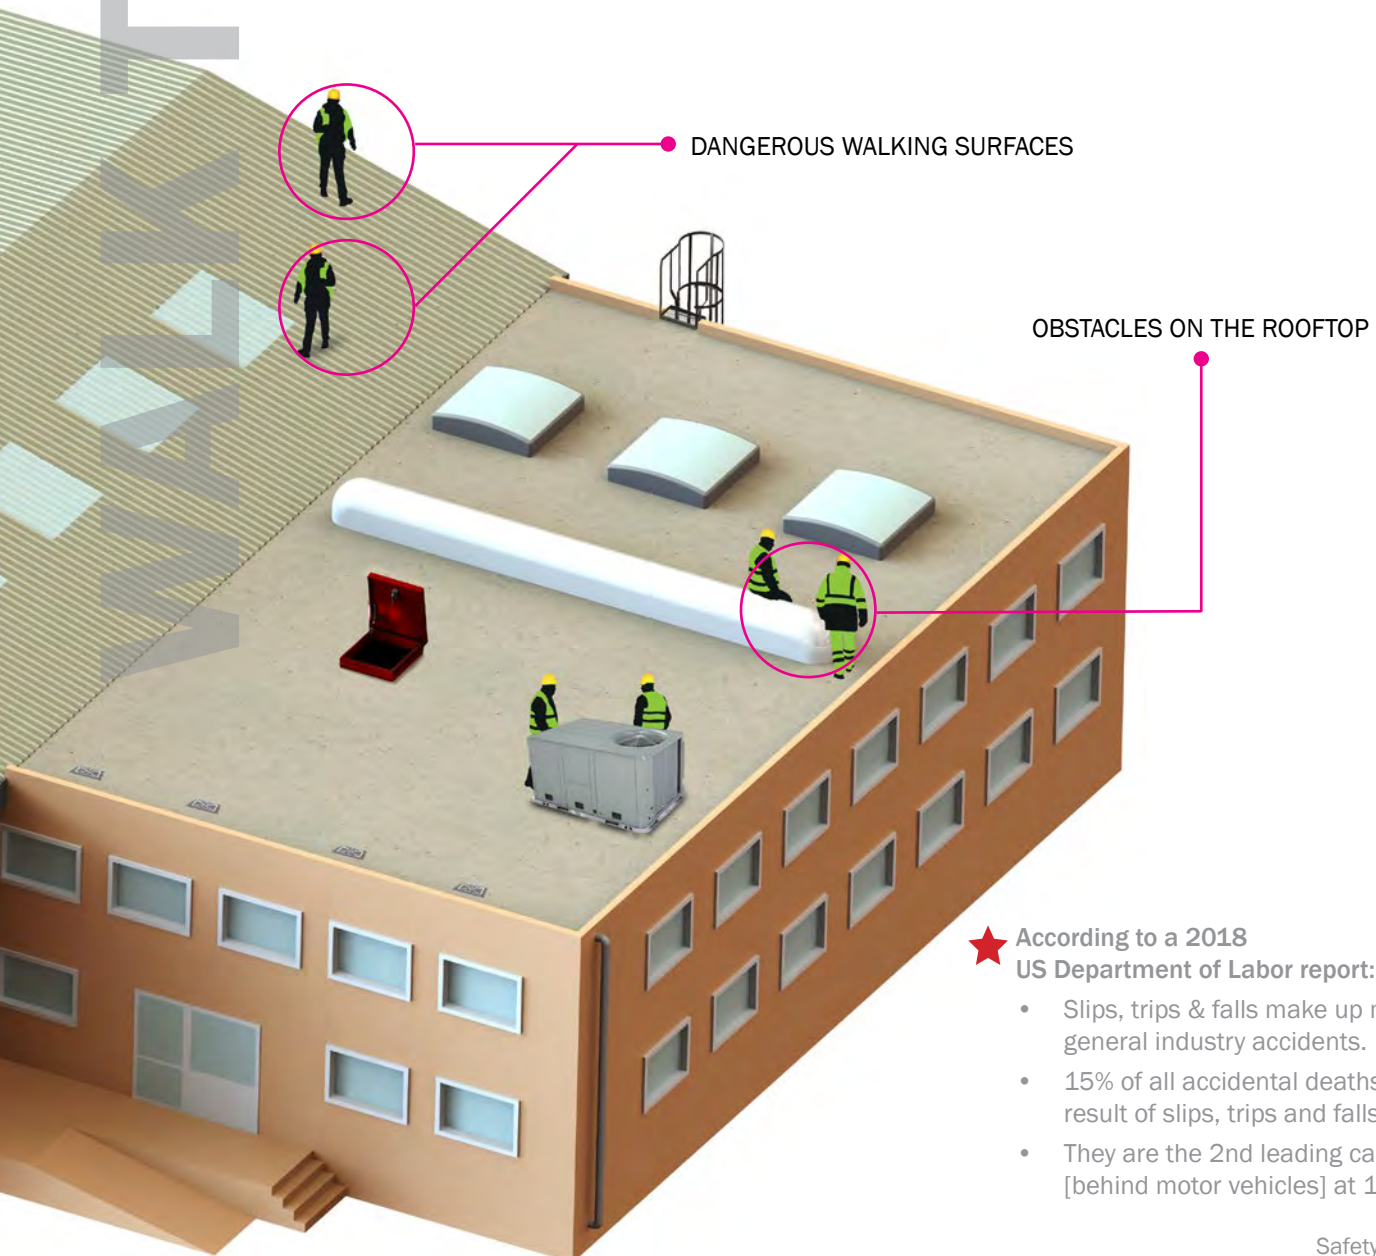 WALK T
DANGEROUS WALKING SURFACES
OBSTACLES ON THE ROOFTOP
According to a 2018
US Department of Labor report:
• Slips, trips & falls make up
general industry accidents.
• 15% of all accidental deaths
result of slips, trips and falls
• They are the 2nd leading
[behind motor vehicles] at
Safety